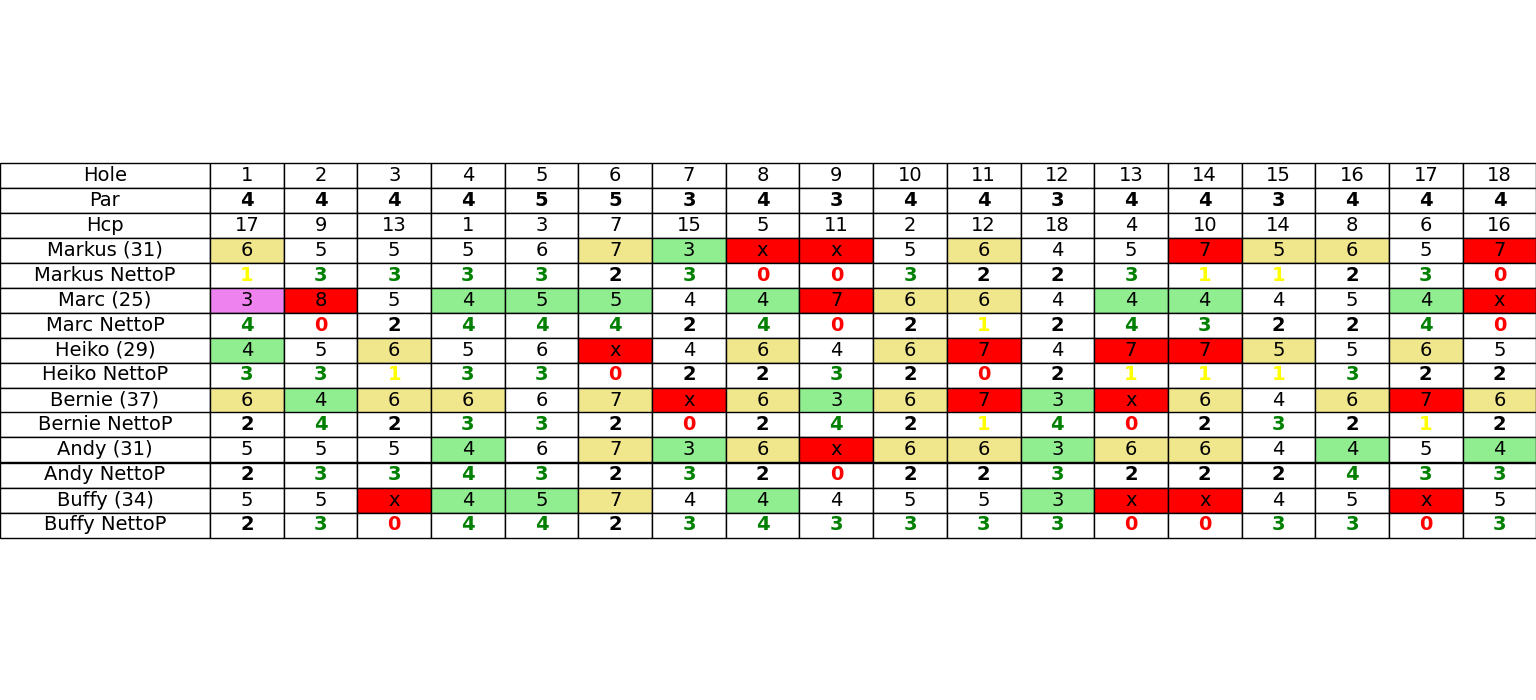 Hole 1 2 3 4 5 6 7 8 9 10 11 12 13 14 15 16 17 18
Par 4 4 4 4 5 5 3 4 3 4 4 3 4 4 3 4 4 4
Hcp 17 9 13 1 3 7 15 5 11 2 12 18 4 10 14 8 6 16
Markus (31) 6 5 5 5 6 7 3 x x 5 6 4 5 7 5 6 5 7
Markus NettoP 1 3 3 3 3 2 3 0 0 3 2 2 3 1 1 2 3 0
Marc (25) 3 8 5 4 5 5 4 4 7 6 6 4 4 4 4 5 4 x
Marc NettoP 4 0 2 4 4 4 2 4 0 2 1 2 4 3 2 2 4 0
Heiko (29) 4 5 6 5 6 x 4 6 4 6 7 4 7 7 5 5 6 5
Heiko NettoP 3 3 1 3 3 0 2 2 3 2 0 2 1 1 1 3 2 2
Bernie (37) 6 4 6 6 6 7 x 6 3 6 7 3 x 6 4 6 7 6
Bernie NettoP 2 4 2 3 3 2 0 2 4 2 1 4 0 2 3 2 1 2
Andy (31) 5 5 5 4 6 7 3 6 x 6 6 3 6 6 4 4 5 4
Andy NettoP 2 3 3 4 3 2 3 2 0 2 2 3 2 2 2 4 3 3
Buffy (34) 5 5 x 4 5 7 4 4 4 5 5 3 x x 4 5 x 5
Buffy NettoP 2 3 0 4 4 2 3 4 3 3 3 3 0 0 3 3 0 3